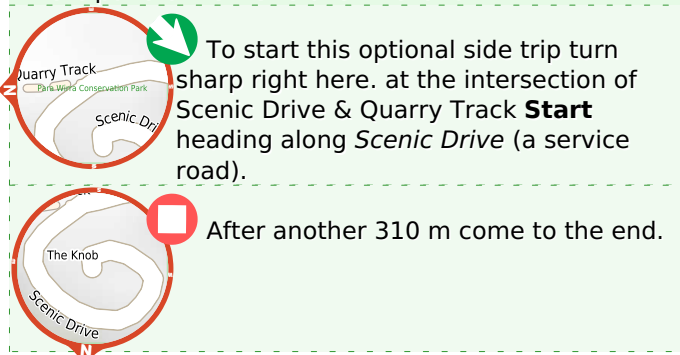 Quarry Track
Para Wirra Conservation Park
N
Scenic Dri
To start this optional side trip turn
sharp right here. at the intersection of
Scenic Drive & Quarry Track Start
heading along Scenic Drive (a service
road).
The Knob
Scenic Drive
N
After another 310 m come to the end.